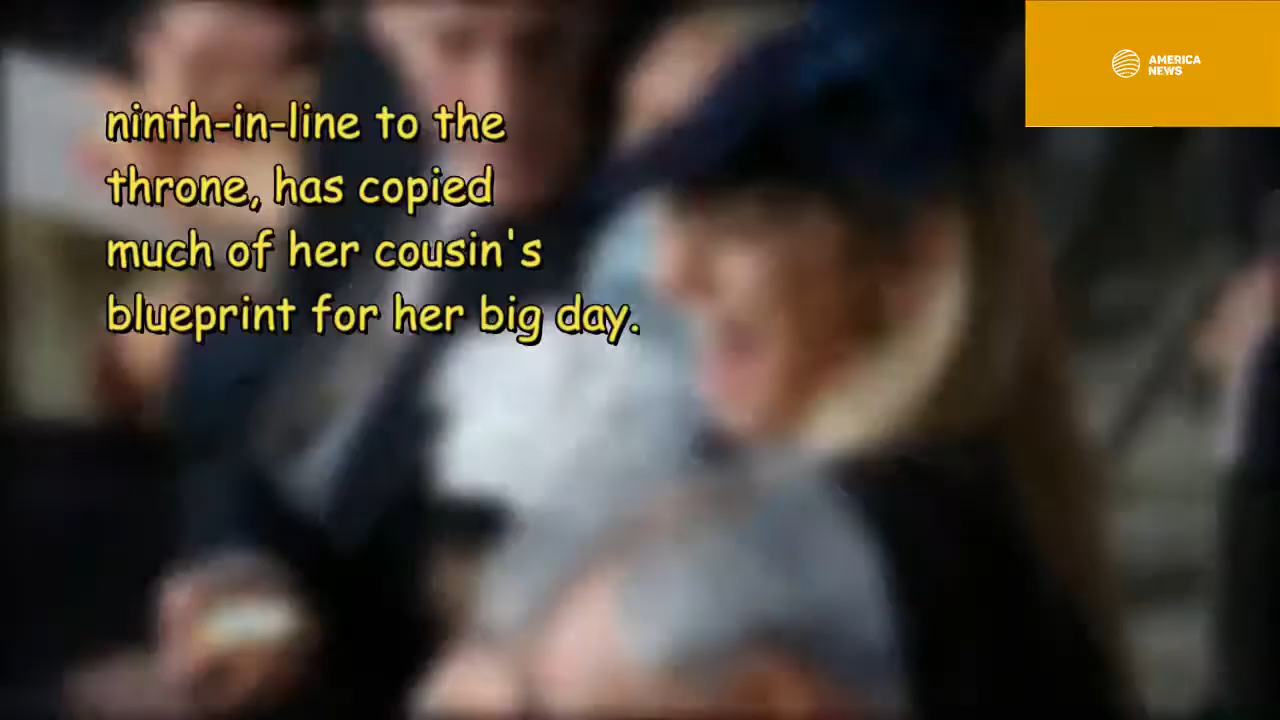 ninth-in-line to the
throne, has copied
much of her cousin's
blueprint for her big day.
AMERICA
NEWS